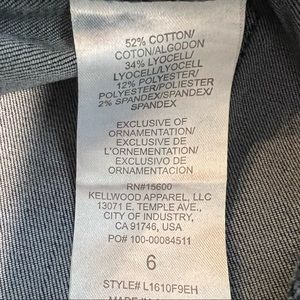 52% COTTON/
COTON/ALGODON
34% LYOCELL/
LYOCELL/LYOCELL
12% POLYESTER/
POLYESTER/POLIESTER
2% SPANDEX/SPANDEX/
SPANDEX
EXCLUSIVE OF
ORNAMENTATION/
EXCLUSIVE DE
L'ORNEMENTATION/
EXCLUSIVO DE
ORNAMENTACION
RN#15600
KELLWOOD APPAREL, LLC
13071 E. TEMPLE AVE.,
CITY OF INDUSTRY,
CA 91746, USA
PO# 100-00084511
6
STYLE# L1610F9EH
MADE IN